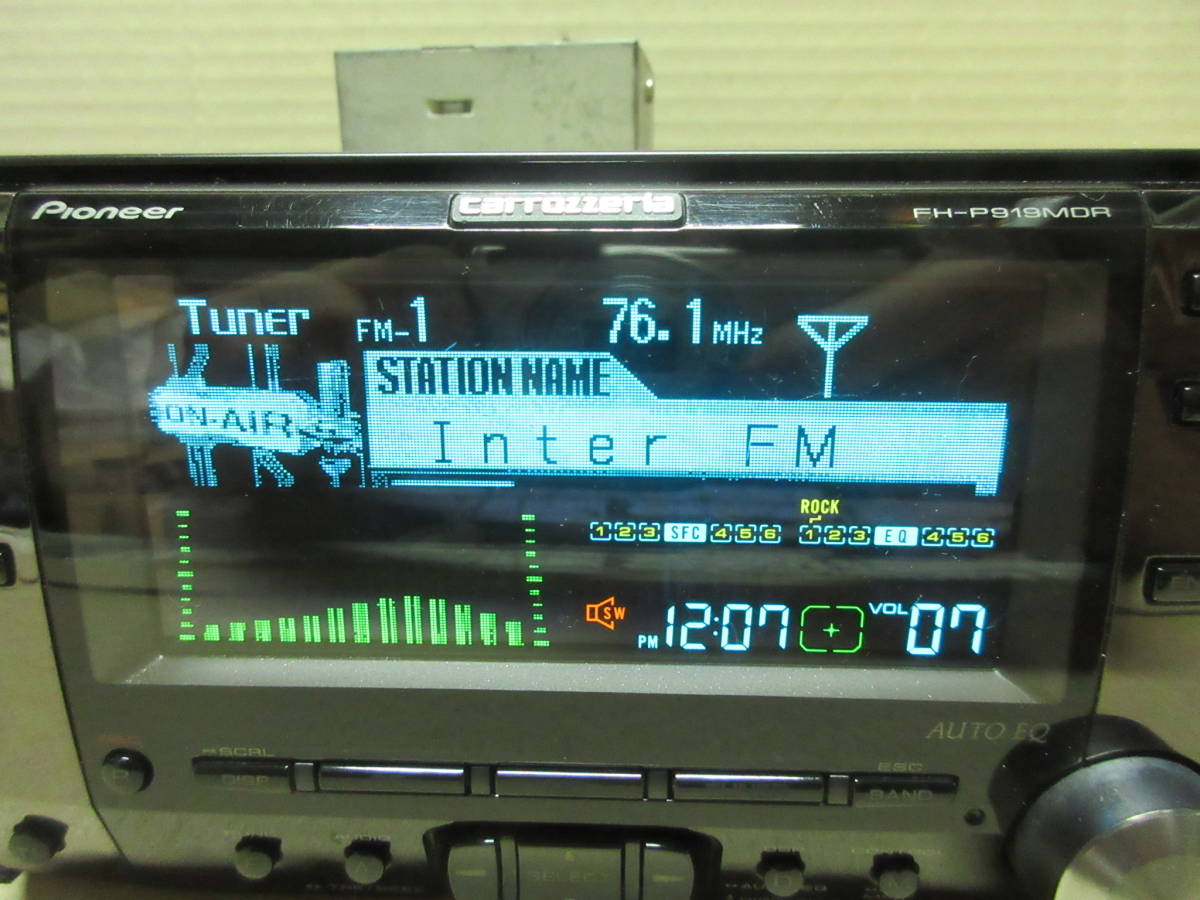 Pioneer carrozzeria FH-P919MDR
Tuner FM-1 76.1 MHz
STATION NAME
ON-AIR
Inter FM
ROCK
1 2 3 SFC 4 5 6 1 2 3 EQ 4 5 6
SW PM 12:07 VOL 07
AUTO EQ
SCRL ESC
DISP BAND
SELECT